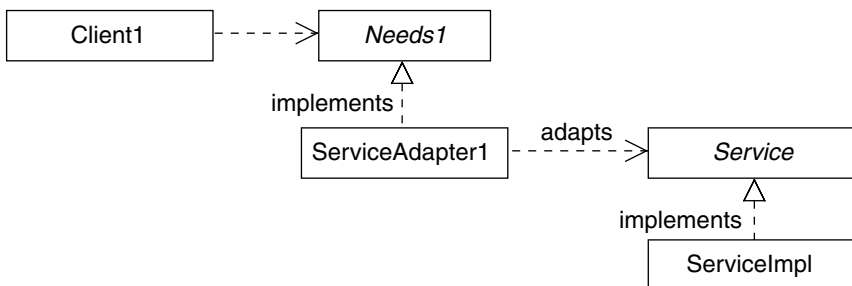 Client1
Needs1
implements
ServiceAdapter1
adapts
Service
implements
ServiceImpl